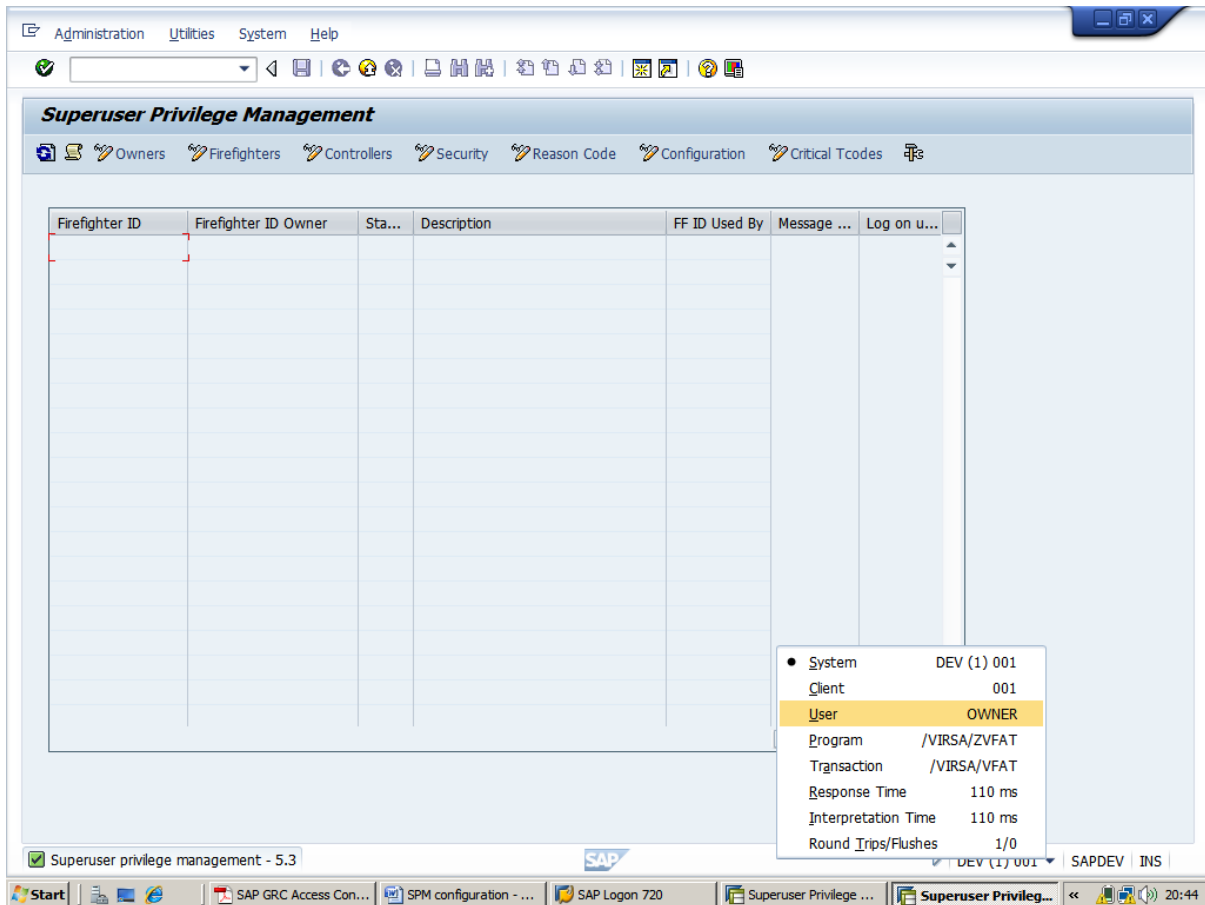 Administration Utilities System Help
Superuser Privilege Management
Owners Firefighters Controllers Security Reason Code Configuration Critical Tcodes
Firefighter ID Firefighter ID Owner Sta... Description FF ID Used By Message ... Log on u...
System DEV (1) 001
Client 001
User OWNER
Program /VIRSA/ZVFAT
Transaction /VIRSA/VFAT
Response Time 110 ms
Interpretation Time 110 ms
Round Trips/Flushes 1/0
Superuser privilege management - 5.3 SAP DEV (1) 001 SAPDEV INS
Start SAP GRC Access Con... SPM configuration - ... SAP Logon 720 Superuser Privilege ... Superuser Privileg... « 20:44